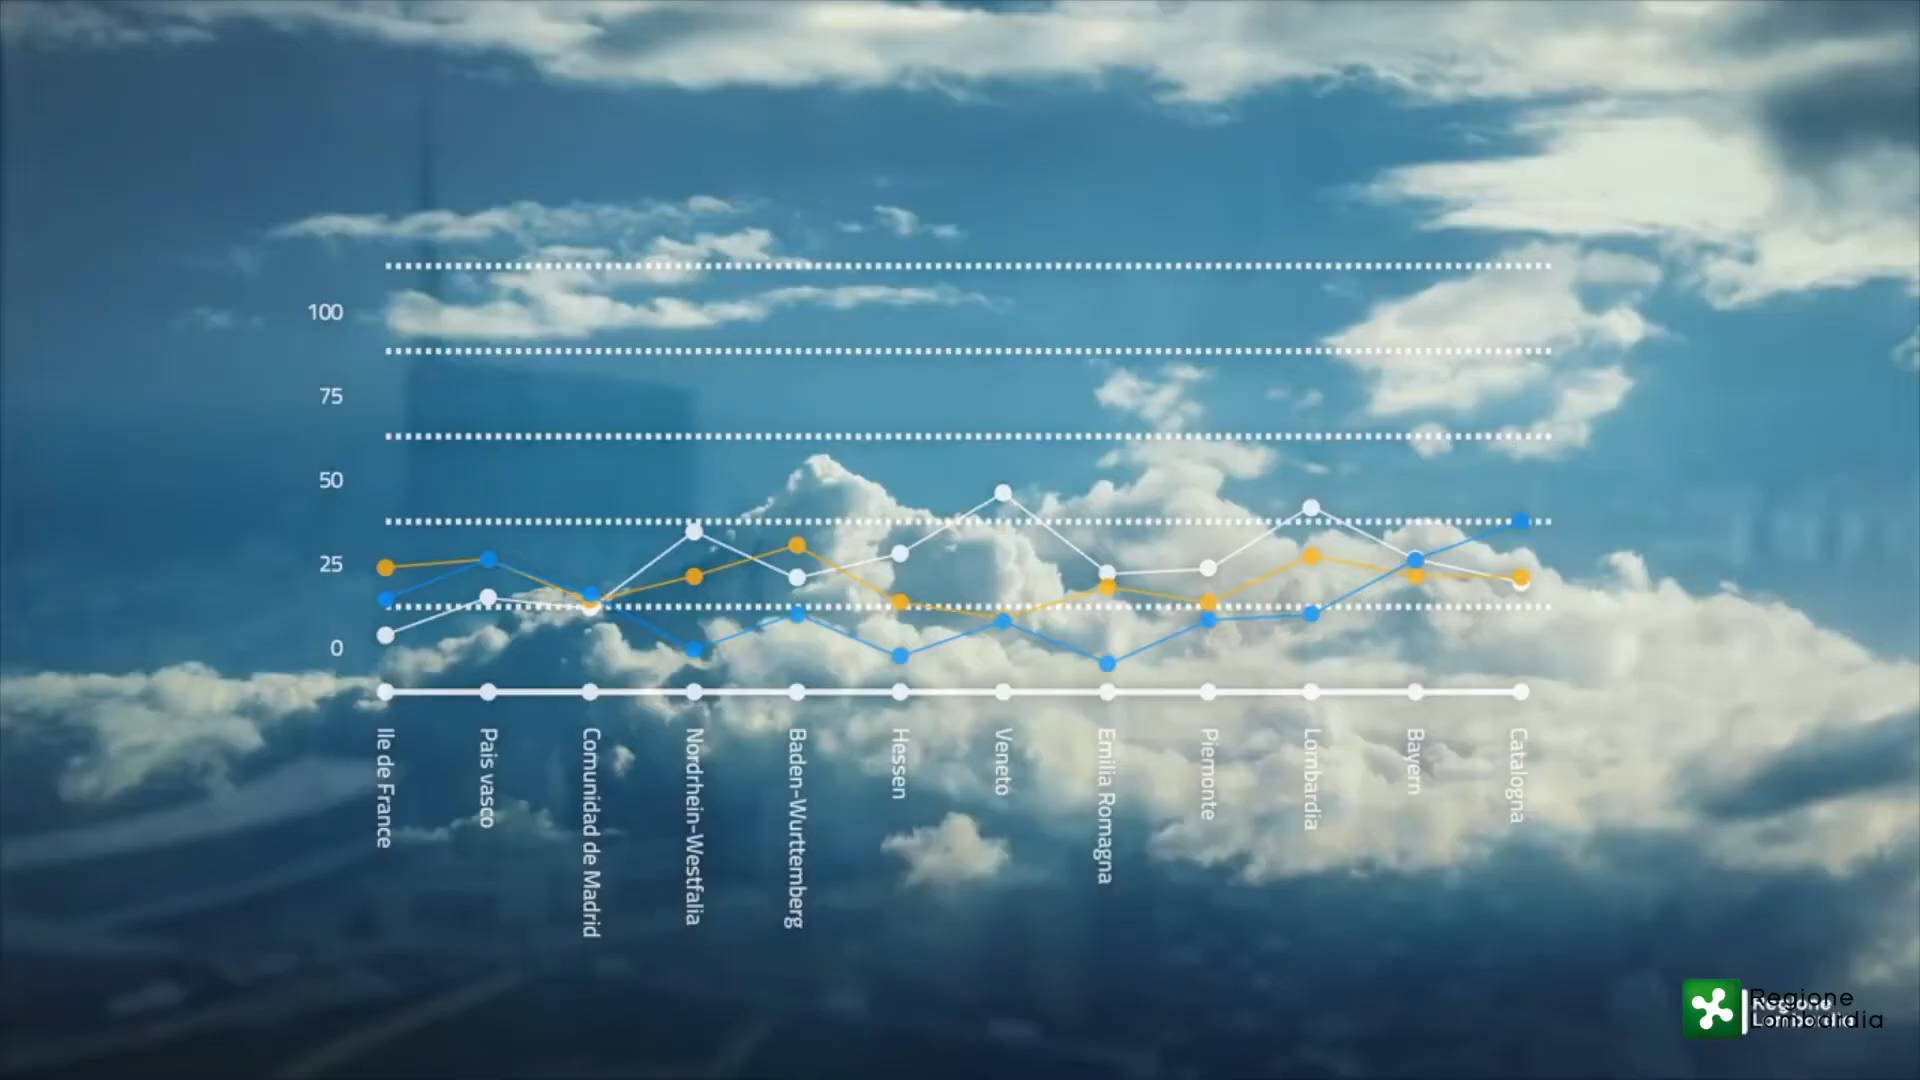 100
75
50
25
0
Ile de France
Pais vasco
Comunidad de Madrid
Nordrhein-Westfalia
Baden-Wurttemberg
Hessen
Veneto
Emilia Romagna
Piemonte
Lombardia
Bayern
Catalogna
Regione
Lombardia